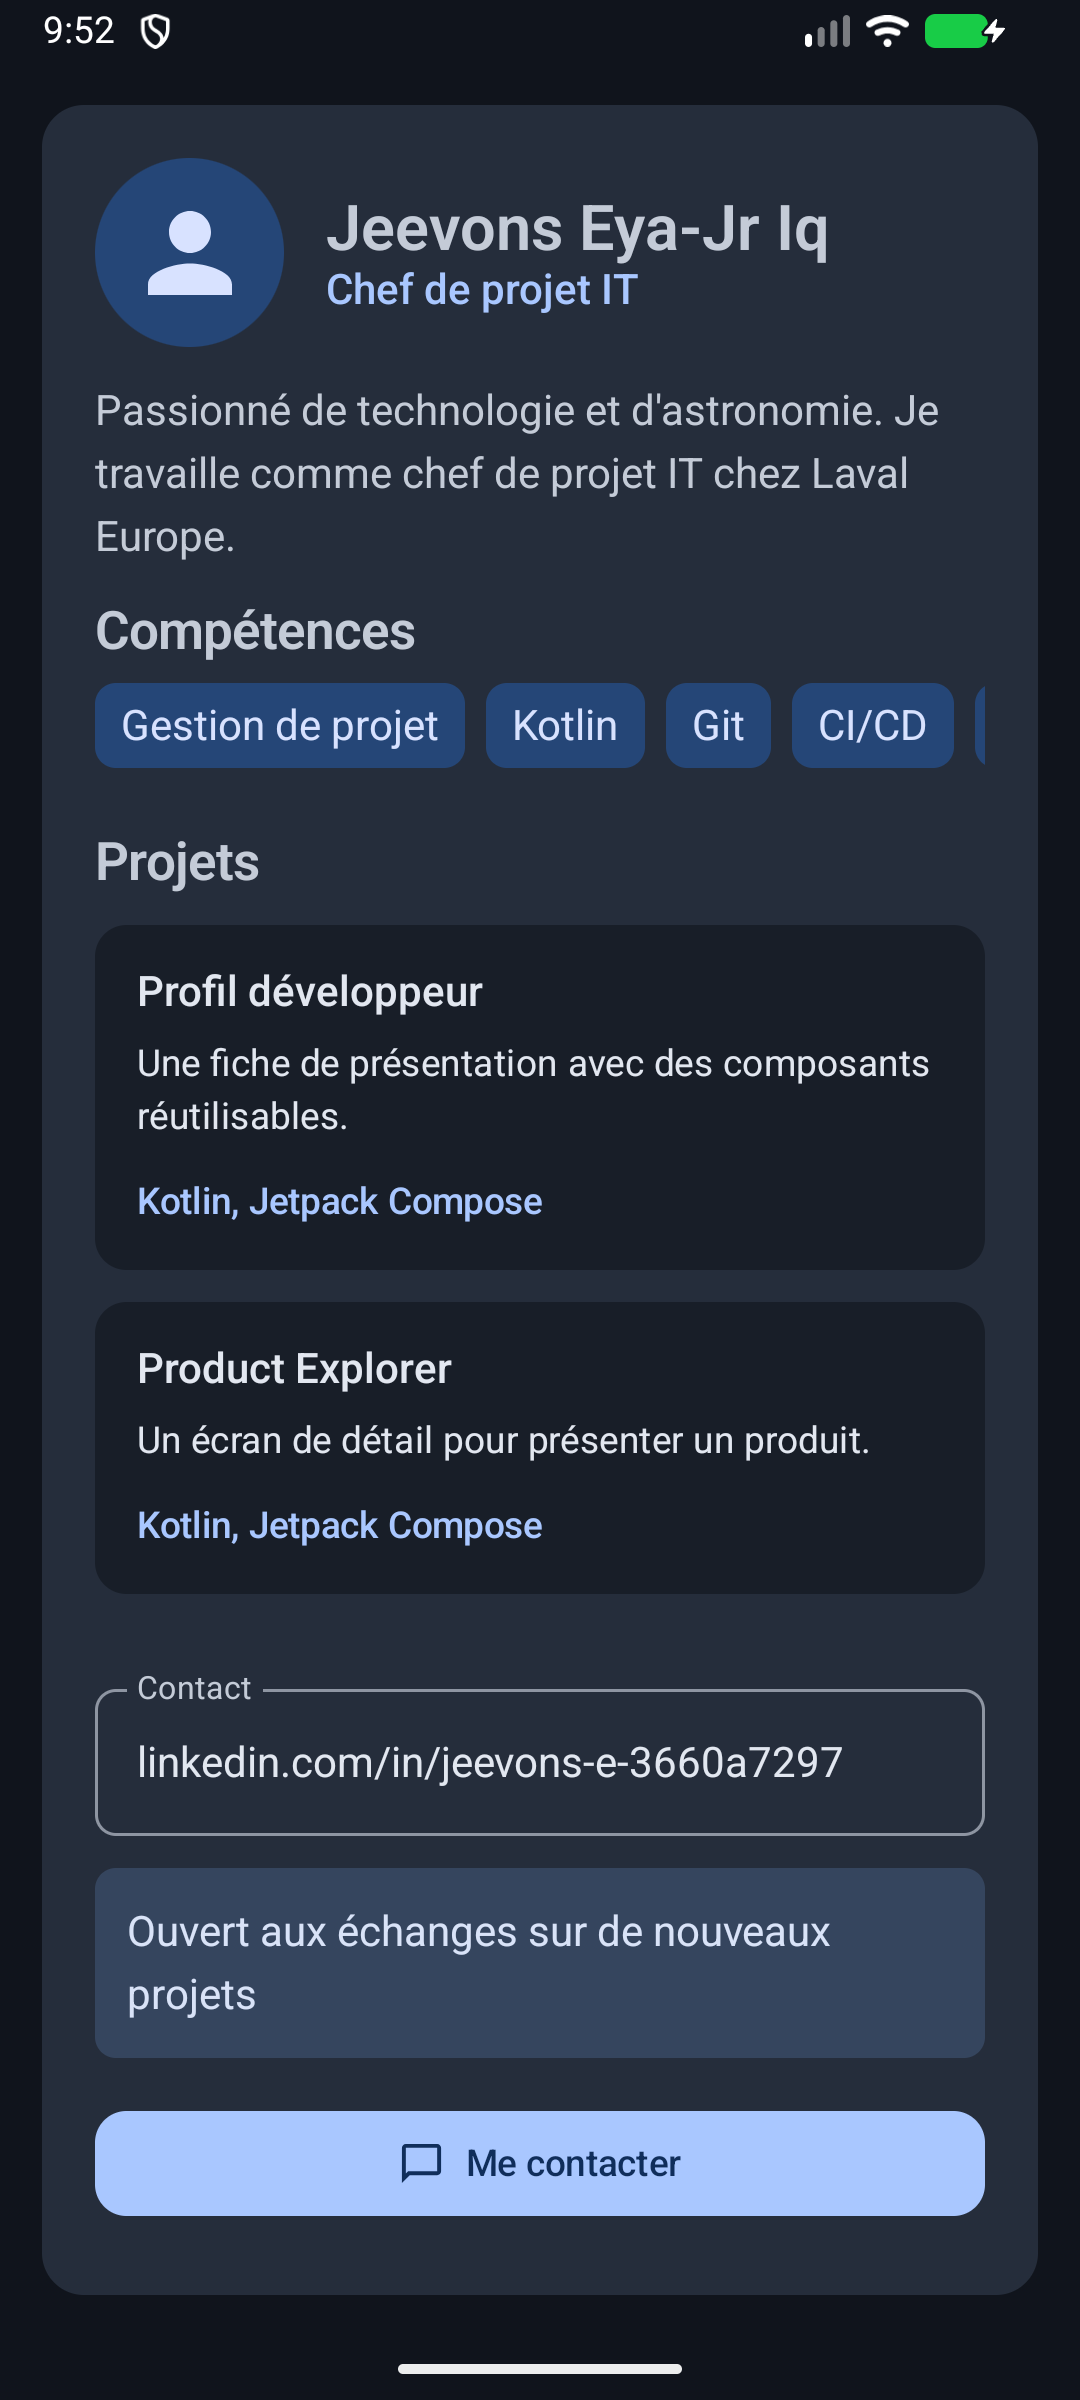 9:52
Jeevons Eya-Jr Iq
Chef de projet IT
Passionné de technologie et d'astronomie. Je
travaille comme chef de projet IT chez Laval
Europe.
Compétences
Gestion de projet Kotlin Git CI/CD
Projets
Profil développeur
Une fiche de présentation avec des composants
réutilisables.
Kotlin, Jetpack Compose
Product Explorer
Un écran de détail pour présenter un produit.
Kotlin, Jetpack Compose
Contact
linkedin.com/in/jeevons-e-3660a7297
Ouvert aux échanges sur de nouveaux
projets
Me contacter